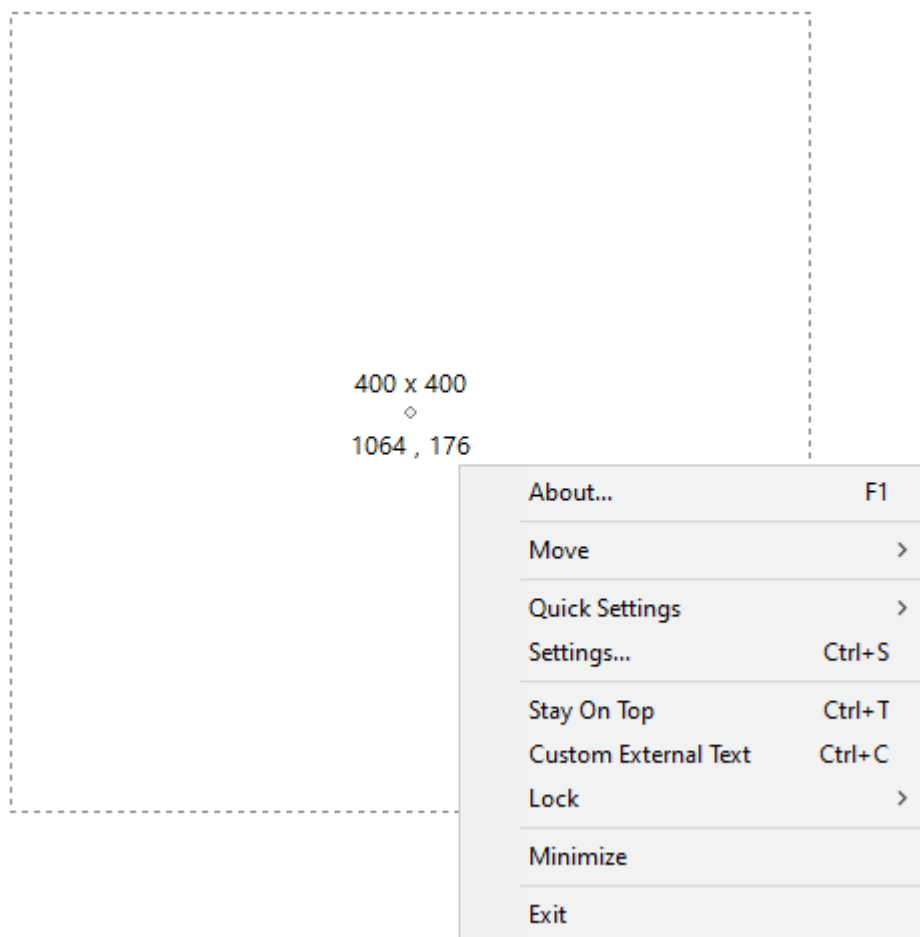 400 x 400
1064 , 176
About... F1
Move
Quick Settings
Settings... Ctrl+S
Stay On Top Ctrl+T
Custom External Text Ctrl+C
Lock
Minimize
Exit